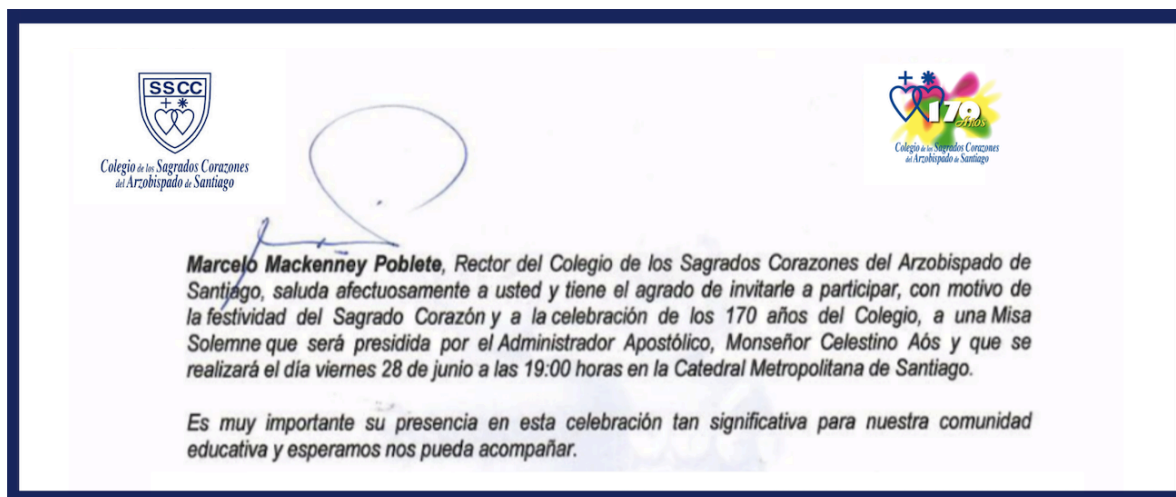 SSCC
Colegio de los Sagrados Corazones
del Arzobispado de Santiago
170
Años
Colegio de los Sagrados Corazones
del Arzobispado de Santiago
Marcelo Mackenney Poblete, Rector del Colegio de los Sagrados Corazones del Arzobispado de
Santiago, saluda afectuosamente a usted y tiene el agrado de invitarle a participar, con motivo de
la festividad del Sagrado Corazón y a la celebración de los 170 años del Colegio, a una Misa
Solemne que será presidida por el Administrador Apostólico, Monseñor Celestino Aós y que se
realizará el día viernes 28 de junio a las 19:00 horas en la Catedral Metropolitana de Santiago.
Es muy importante su presencia en esta celebración tan significativa para nuestra comunidad
educativa y esperamos nos pueda acompañar.